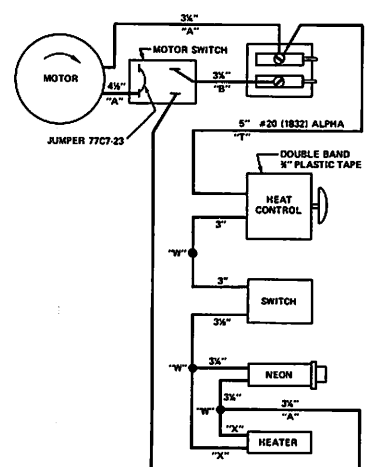 3¼"
"A"
MOTOR SWITCH
MOTOR
4½"
"A"
3¼"
"B"
JUMPER 77C7-23
5" #20 (1832) ALPHA
"T"
DOUBLE BAND
¾" PLASTIC TAPE
HEAT
CONTROL
3"
"W"
3"
SWITCH
3½"
"W"
3¼"
NEON
3¼"
"W"
3¼"
"A"
"X"
HEATER
"X"